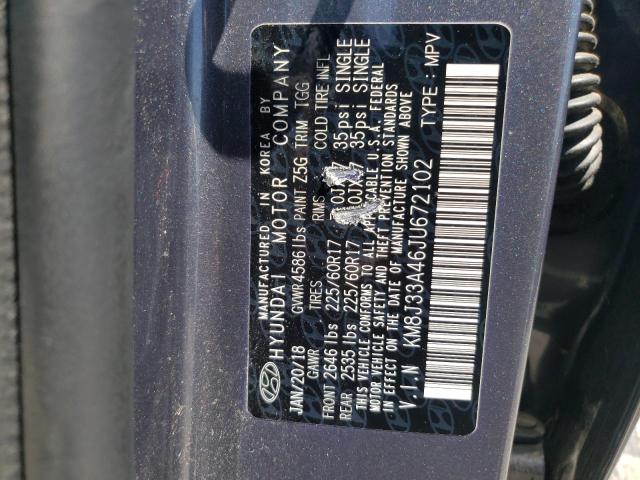 MANUFACTURED IN KOREA BY
HYUNDAI MOTOR COMPANY
JAN/20/18 GVWR 4586 lbs PAINT Z5G TRIM TGG
GAWR TIRES RIMS COLD TIRE INFL
FRONT 2646 lbs 225/60R17 35psi SINGLE
REAR 2535 lbs 225/60R17 35psi SINGLE
THIS VEHICLE CONFORMS TO ALL U.S.A. FEDERAL
MOTOR VEHICLE SAFETY AND THEFT PREVENTION STANDARDS
IN EFFECT ON THE DATE OF MANUFACTURE SHOWN ABOVE
V.I.N KM8J33A46JU672102 TYPE : MPV